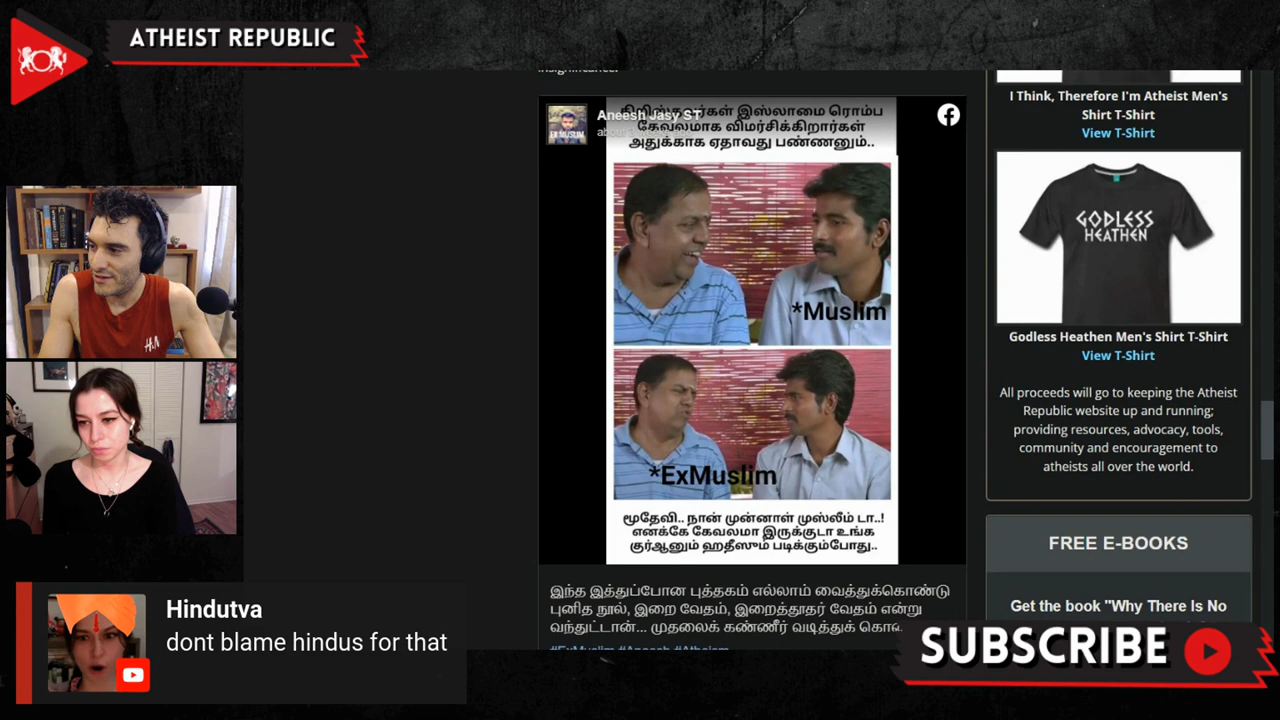 ATHEIST REPUBLIC
Aneesh Jasy ST
இஸ்லாமை ரொம்ப
கேவலமாக விமர்சிக்கிறார்கள்
அதுக்காக ஏதாவது பண்ணனும்..
*Muslim
*ExMuslim
மூதேவி.. நான் முன்னாள் முஸ்லீம் டா..!
எனக்கே கேவலமா இருக்குடா உங்க
குர்ஆனும் ஹதீஸும் படிக்கும்போது..
இந்த இத்துப்போன புத்தகம் எல்லாம் வைத்துக்கொண்டு
புனித நூல், இறை வேதம், இறைத்தூதர் வேதம் என்று
வந்துட்டான்... முதலைக் கண்ணீர் வடித்துக்
#ExMuslim #Aneesh #Atheism
I Think, Therefore I'm Atheist Men's
Shirt T-Shirt
View T-Shirt
GODLESS
HEATHEN
Godless Heathen Men's Shirt T-Shirt
View T-Shirt
All proceeds will go to keeping the Atheist
Republic website up and running;
providing resources, advocacy, tools,
community and encouragement to
atheists all over the world.
FREE E-BOOKS
Get the book "Why There Is No
Hindutva
dont blame hindus for that
SUBSCRIBE